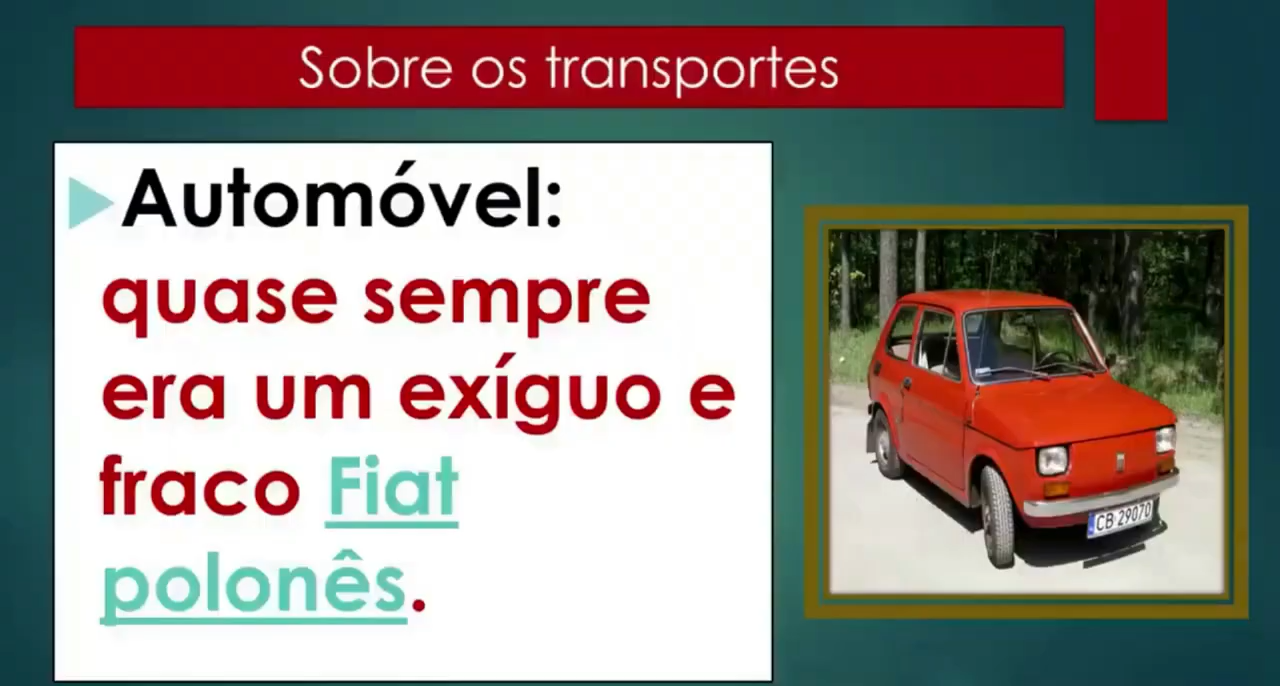 Sobre os transportes
Automóvel:
quase sempre
era um exíguo e
fraco Fiat
polonês.
CB 29070